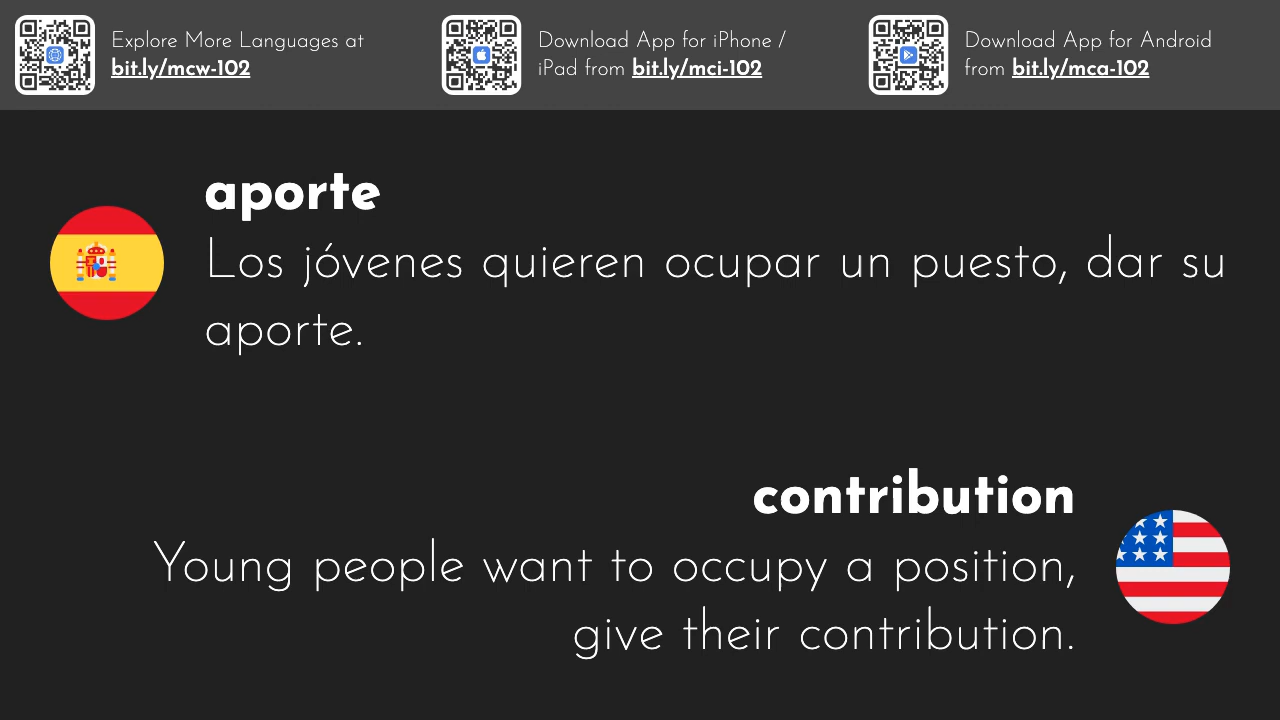 Explore More Languages at
bit.ly/mcw-102
Download App for iPhone /
iPad from bit.ly/mci-102
Download App for Android
from bit.ly/mca-102
aporte
Los jóvenes quieren ocupar un puesto, dar su
aporte.
contribution
Young people want to occupy a position,
give their contribution.